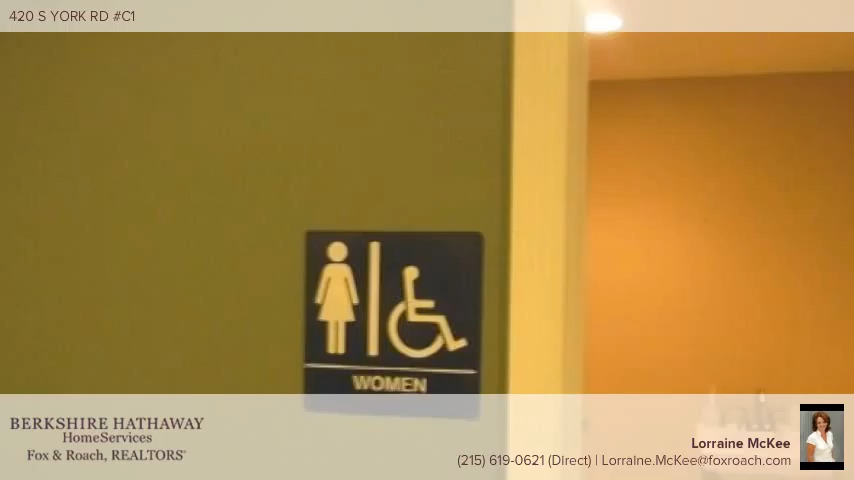 420 S YORK RD #C1
WOMEN
BERKSHIRE HATHAWAY
HomeServices
Fox & Roach, REALTORS®
Lorraine McKee
(215) 619-0621 (Direct) | Lorraine.McKee@foxroach.com